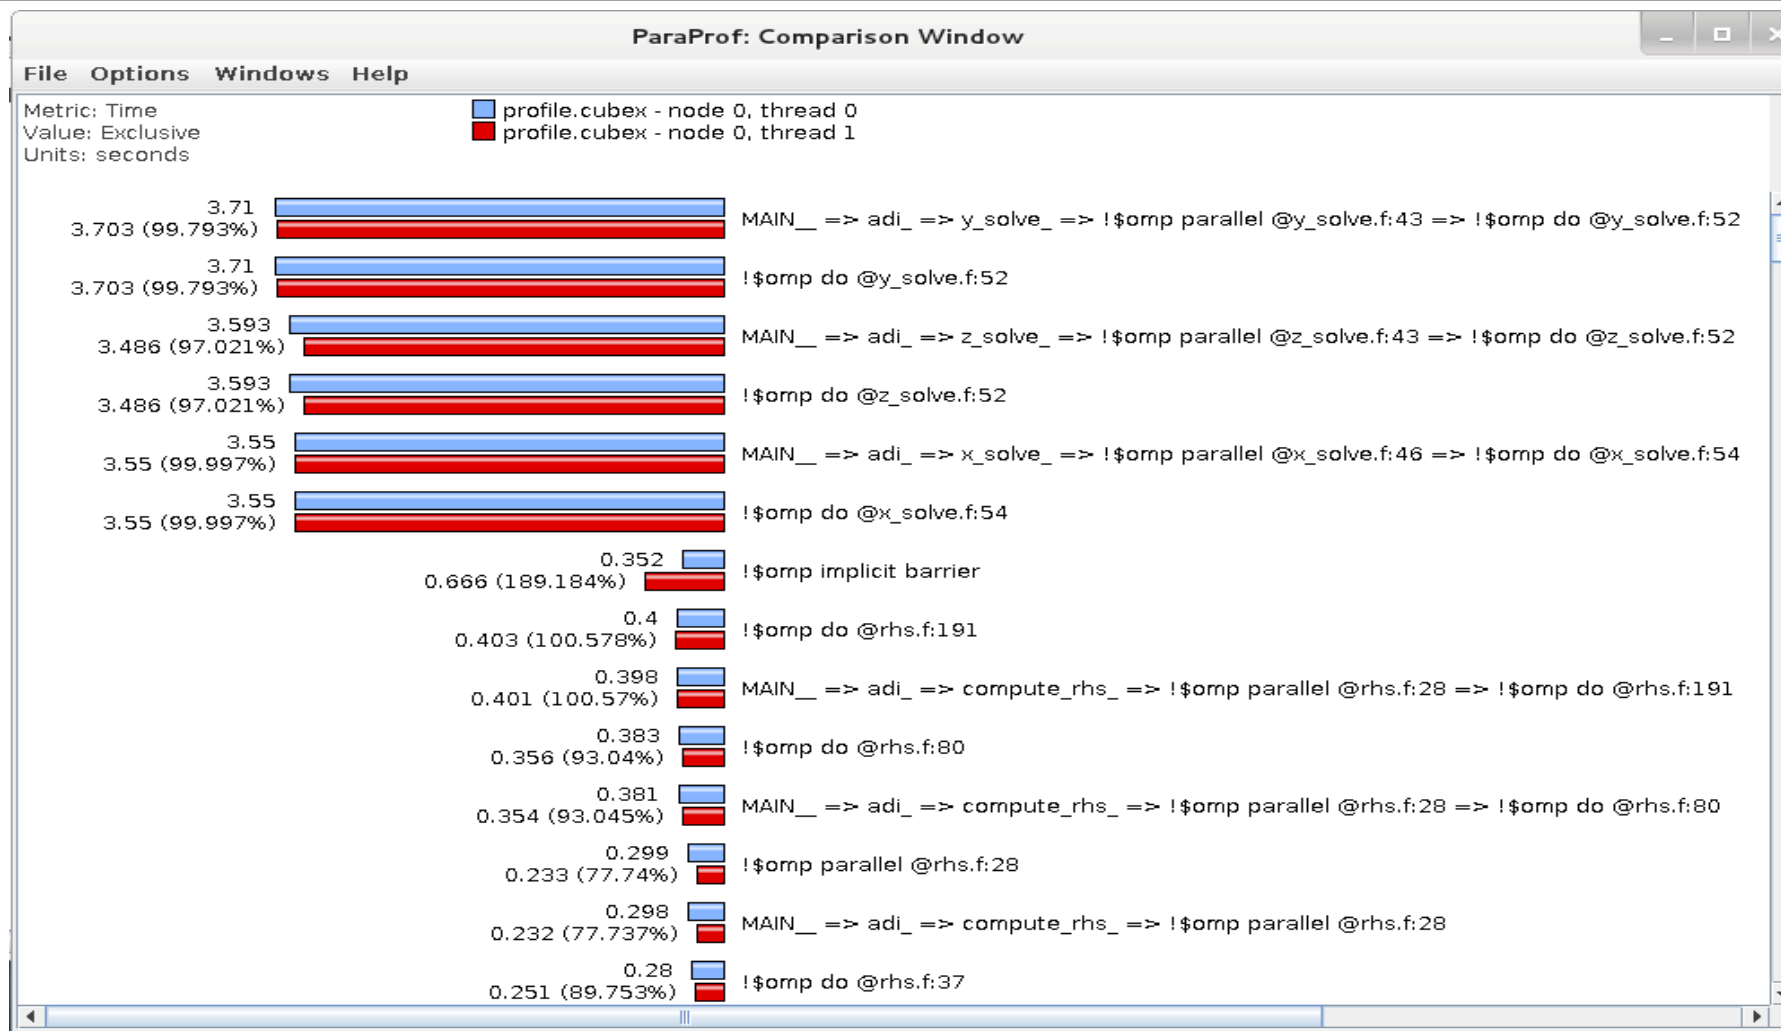 ParaProf: Comparison Window
File Options Windows Help
Metric: Time
Value: Exclusive
Units: seconds
profile.cubex - node 0, thread 0
profile.cubex - node 0, thread 1
3.71
3.703 (99.793%)
MAIN__ => adi_ => y_solve_ => !$omp parallel @y_solve.f:43 => !$omp do @y_solve.f:52
3.71
3.703 (99.793%)
!$omp do @y_solve.f:52
3.593
3.486 (97.021%)
MAIN__ => adi_ => z_solve_ => !$omp parallel @z_solve.f:43 => !$omp do @z_solve.f:52
3.593
3.486 (97.021%)
!$omp do @z_solve.f:52
3.55
3.55 (99.997%)
MAIN__ => adi_ => x_solve_ => !$omp parallel @x_solve.f:46 => !$omp do @x_solve.f:54
3.55
3.55 (99.997%)
!$omp do @x_solve.f:54
0.352
0.666 (189.184%)
!$omp implicit barrier
0.4
0.403 (100.578%)
!$omp do @rhs.f:191
0.398
0.401 (100.57%)
MAIN__ => adi_ => compute_rhs_ => !$omp parallel @rhs.f:28 => !$omp do @rhs.f:191
0.383
0.356 (93.04%)
!$omp do @rhs.f:80
0.381
0.354 (93.045%)
MAIN__ => adi_ => compute_rhs_ => !$omp parallel @rhs.f:28 => !$omp do @rhs.f:80
0.299
0.233 (77.74%)
!$omp parallel @rhs.f:28
0.298
0.232 (77.737%)
MAIN__ => adi_ => compute_rhs_ => !$omp parallel @rhs.f:28
0.28
0.251 (89.753%)
!$omp do @rhs.f:37